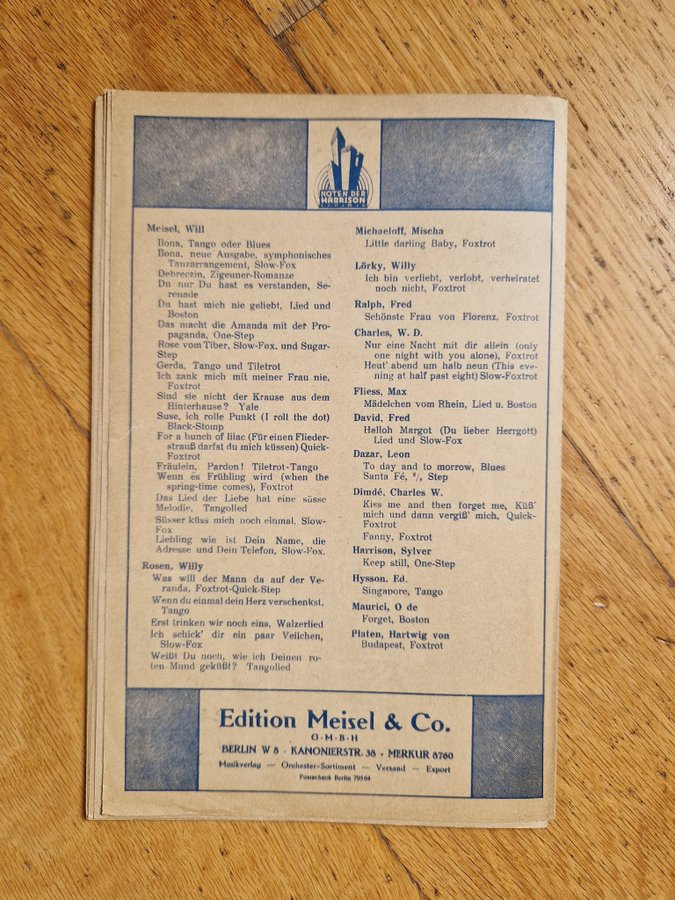 NOTEN DER
HARRISON
Meisel, Will
Ilona, Tango oder Blues
Ilona, neue Ausgabe, symphonisches
Tanzarrangement, Slow-Fox
Debreczin, Zigeuner-Romanze
Du nur Du hast es verstanden, Se-
renade
Du hast mich nie geliebt, Lied und
Boston
Das macht die Amanda mit der Pro-
paganda, One-Step
Rose vom Tiber, Slow-Fox, und Sugar-
Step
Gerda, Tango und Tiletrot
Ich zank mich mit meiner Frau nie,
Foxtrot
Sind sie nicht der Krause aus dem
Hinterhause? Yale
Suse, ich rolle Punkt (I roll the dot)
Black-Stomp
For a bunch of lilac (Für einen Flieder-
strauß darfst du mich küssen) Quick-
Foxtrot
Fräulein, Pardon! Tiletrot-Tango
Wenn es Frühling wird (when the
spring-time comes), Foxtrot
Das Lied der Liebe hat eine süsse
Melodie, Tangolied
Süsser küss mich noch einmal, Slow-
Fox
Liebling wie ist Dein Name, die
Adresse und Dein Telefon, Slow-Fox.
Rosen, Willy
Was will der Mann da auf der Ve-
randa, Foxtrot-Quick-Step
Wenn du einmal dein Herz verschenkst,
Tango
Erst trinken wir noch eins, Walzerlied
Ich schick' dir ein paar Veilchen,
Slow-Fox
Weißt Du noch, wie ich Deinen ro-
ten Mund geküßt? Tangolied
Michaeloff, Mischa
Little darling Baby, Foxtrot
Lörky, Willy
Ich bin verliebt, verlobt, verheiratet
noch nicht, Foxtrot
Ralph, Fred
Schönste Frau von Florenz, Foxtrot
Charles, W. D.
Nur eine Nacht mit dir allein (only
one night with you alone), Foxtrot
Heut' abend um halb neun (This eve-
ning at half past eight) Slow-Foxtrot
Fliess, Max
Mädelchen vom Rhein, Lied u. Boston
David, Fred
Halloh Margot (Du lieber Herrgott)
Lied und Slow-Fox
Dazar, Leon
To day and to morrow, Blues
Santa Fé, Step
Dimdé, Charles W.
Kiss me and then forget me, Küß'
mich und dann vergiß' mich, Quick-
Foxtrot
Fanny, Foxtrot
Harrison, Sylver
Keep still, One-Step
Hysson, Ed.
Singapore, Tango
Maurici, O de
Forget, Boston
Platen, Hartwig von
Budapest, Foxtrot
Edition Meisel & Co.
G·M·B·H
BERLIN W 8 · KANONIERSTR. 38 · MERKUR 8760
Musikverlag — Orchester-Sortiment — Versand — Export
Postscheck Berlin 79964